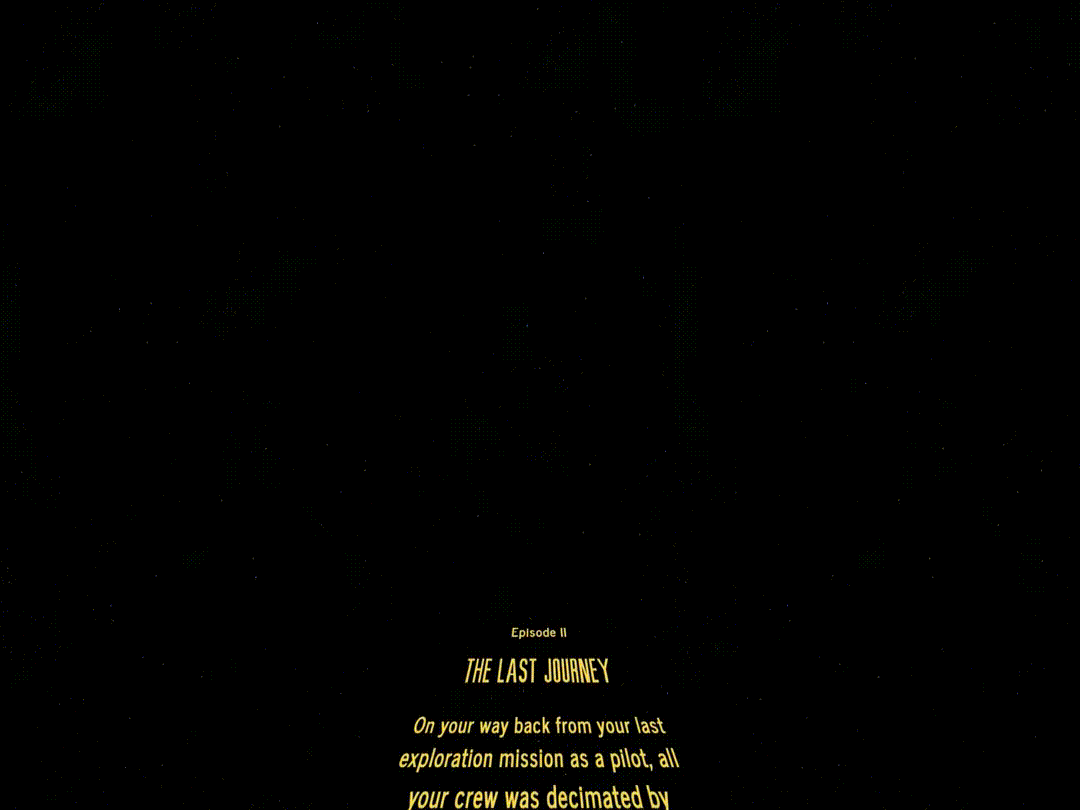 Episode II
THE LAST JOURNEY
On your way back from your last
exploration mission as a pilot, all
your crew was decimated by